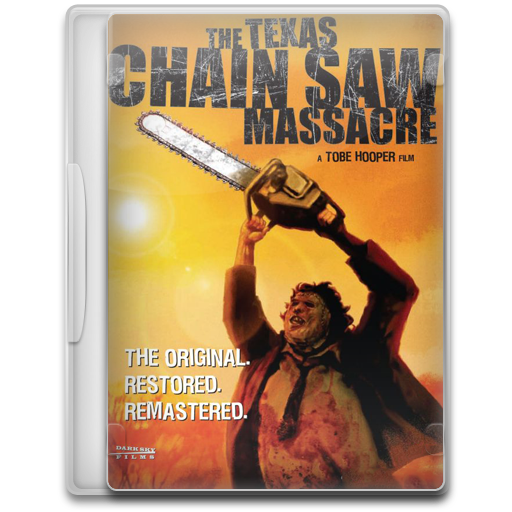 THE TEXAS
CHAIN SAW
MASSACRE
A TOBE HOOPER FILM
THE ORIGINAL.
RESTORED.
REMASTERED.
DARK SKY
FILMS